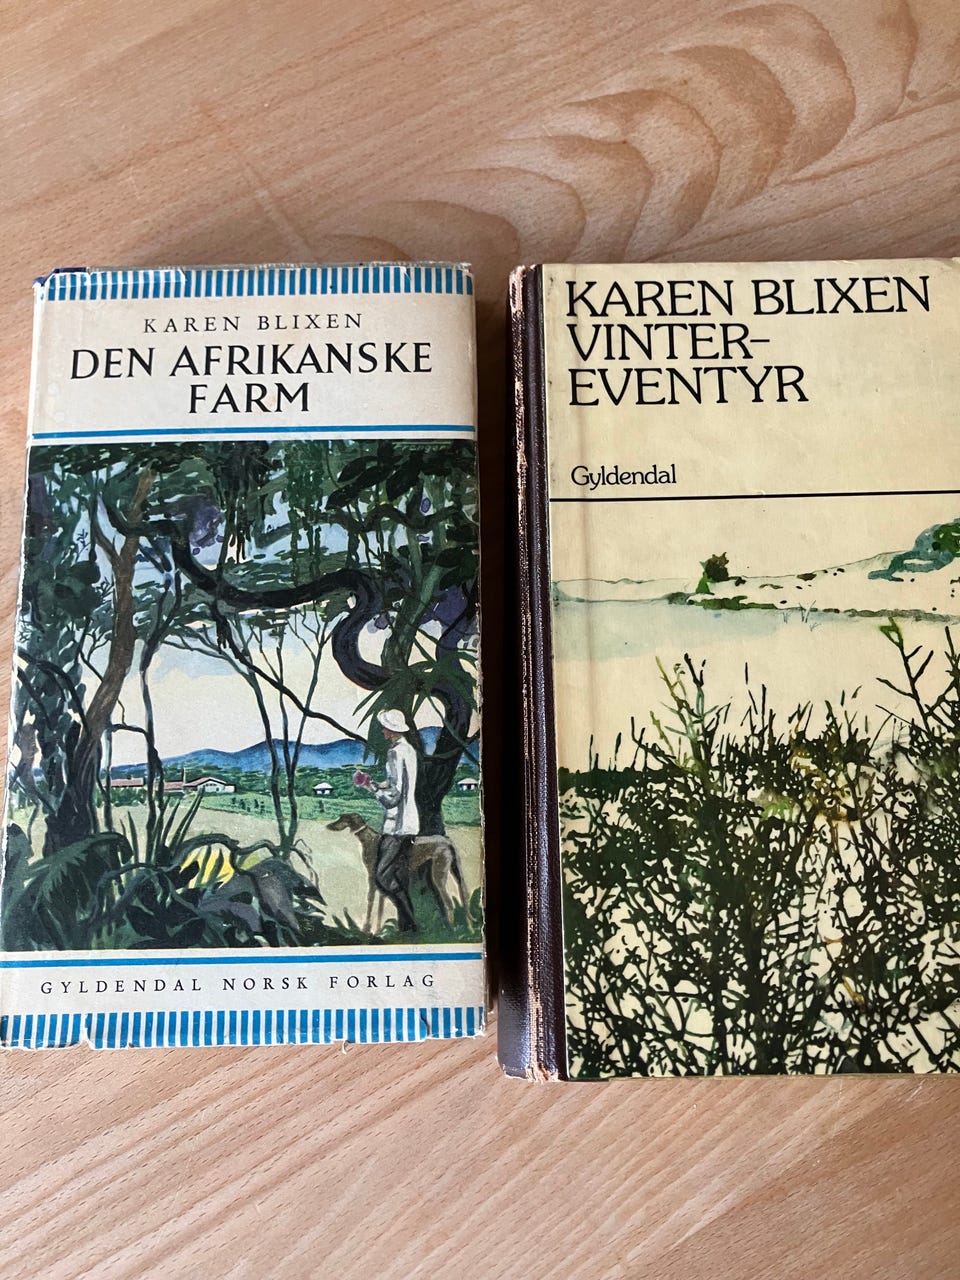 KAREN BLIXEN
DEN AFRIKANSKE
FARM
GYLDENDAL NORSK FORLAG
KAREN BLIXEN
VINTER-
EVENTYR
Gyldendal